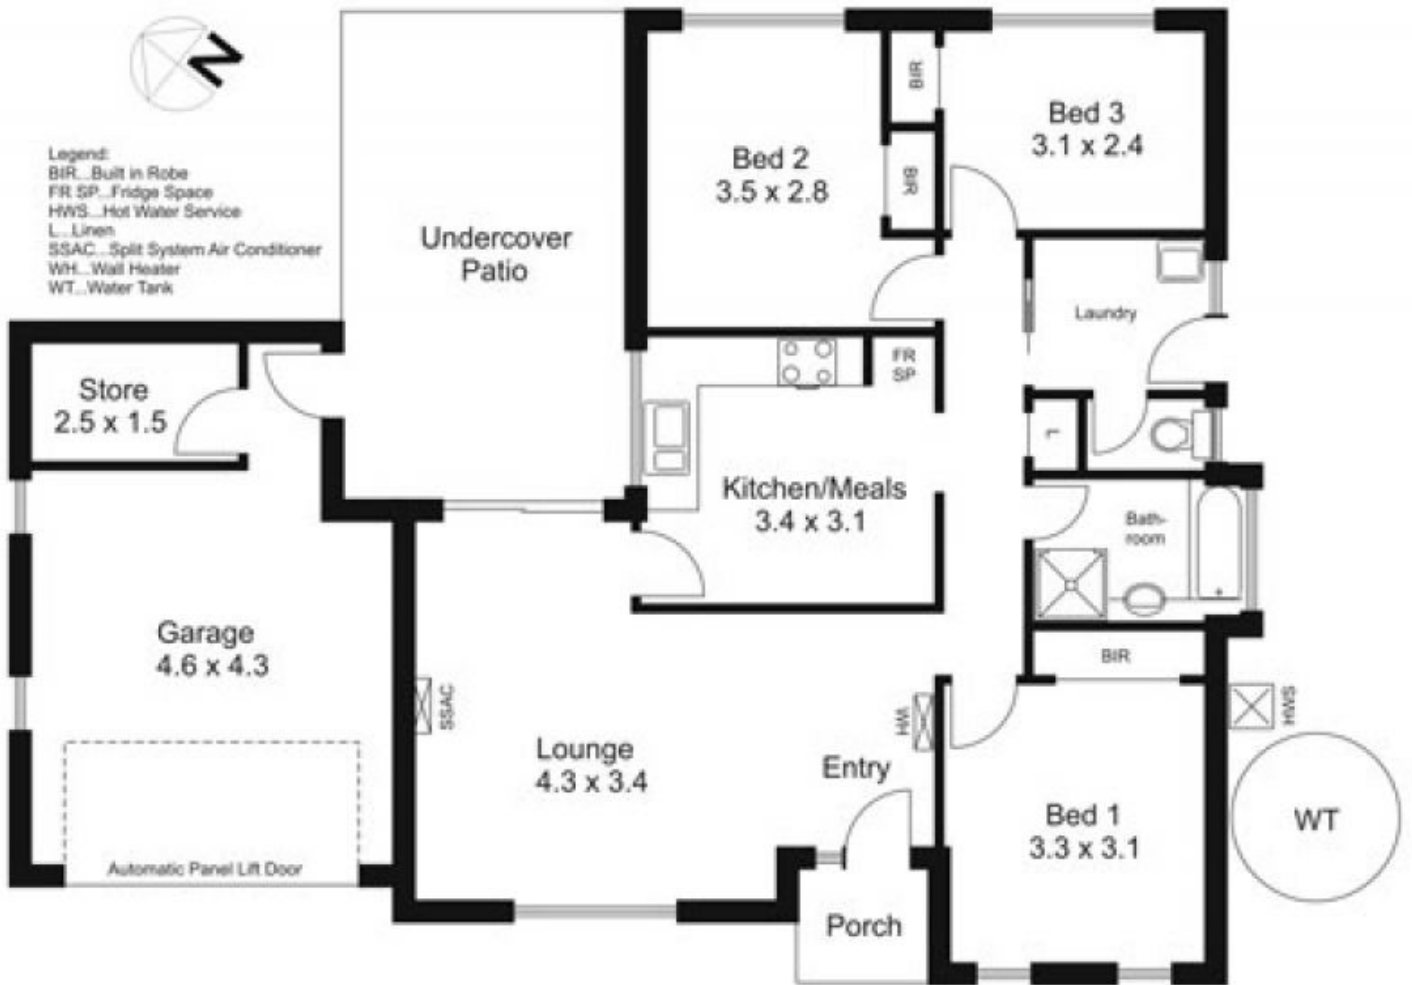 N
Legend:
BIR...Built in Robe
FR SP...Fridge Space
HWS...Hot Water Service
L...Linen
SSAC...Split System Air Conditioner
WH...Wall Heater
WT...Water Tank
Undercover
Patio
Bed 2
3.5 x 2.8
BIR
BIR
Bed 3
3.1 x 2.4
Laundry
Store
2.5 x 1.5
FR
SP
L
Kitchen/Meals
3.4 x 3.1
Bath-
room
Garage
4.6 x 4.3
BIR
SSAC
WH
SWH
Lounge
4.3 x 3.4
Entry
Bed 1
3.3 x 3.1
WT
Automatic Panel Lift Door
Porch